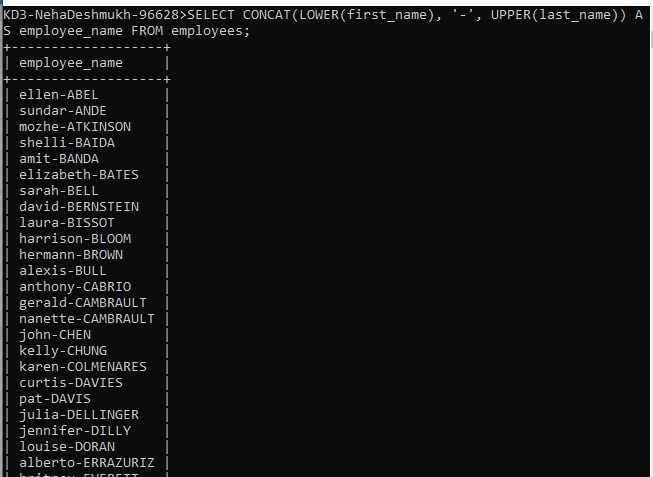 KD3-NehaDeshmukh-96628>SELECT CONCAT(LOWER(first_name), '-', UPPER(last_name)) A
S employee_name FROM employees;
+-------------------+
| employee_name     |
+-------------------+
| ellen-ABEL        |
| sundar-ANDE       |
| mozhe-ATKINSON    |
| shelli-BAIDA      |
| amit-BANDA        |
| elizabeth-BATES   |
| sarah-BELL        |
| david-BERNSTEIN   |
| laura-BISSOT      |
| harrison-BLOOM    |
| hermann-BROWN     |
| alexis-BULL       |
| anthony-CABRIO    |
| gerald-CAMBRAULT  |
| nanette-CAMBRAULT |
| john-CHEN         |
| kelly-CHUNG       |
| karen-COLMENARES  |
| curtis-DAVIES     |
| pat-DAVIS         |
| julia-DELLINGER   |
| jennifer-DILLY    |
| louise-DORAN      |
| alberto-ERRAZURIZ |